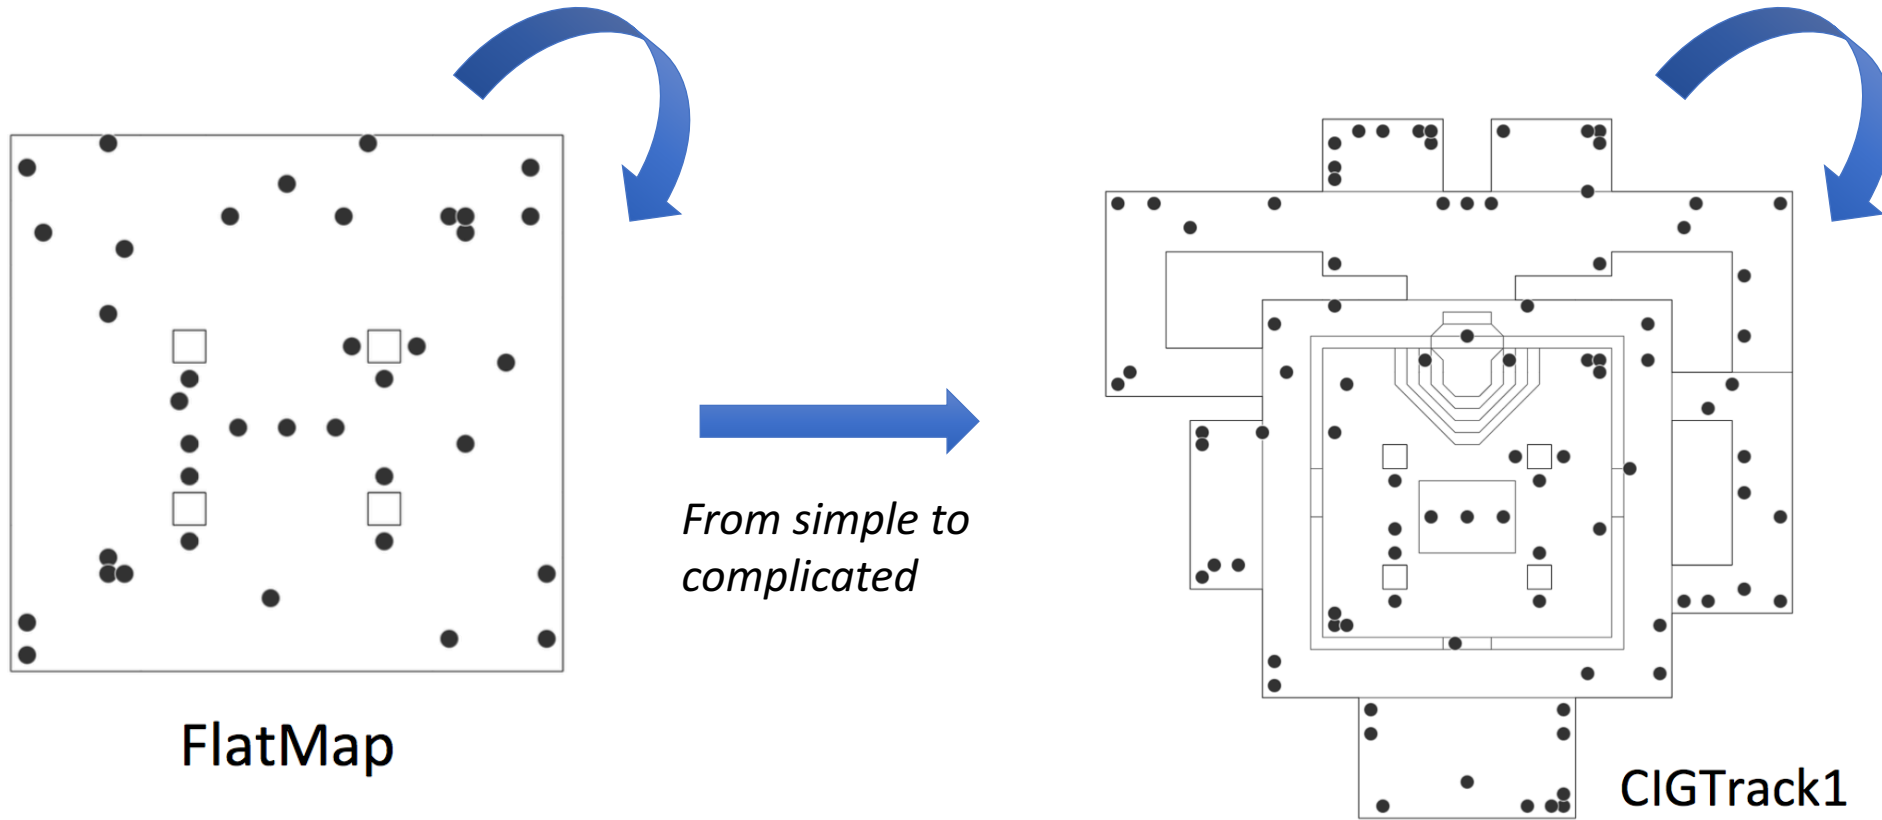 From simple to
complicated
FlatMap
CIGTrack1